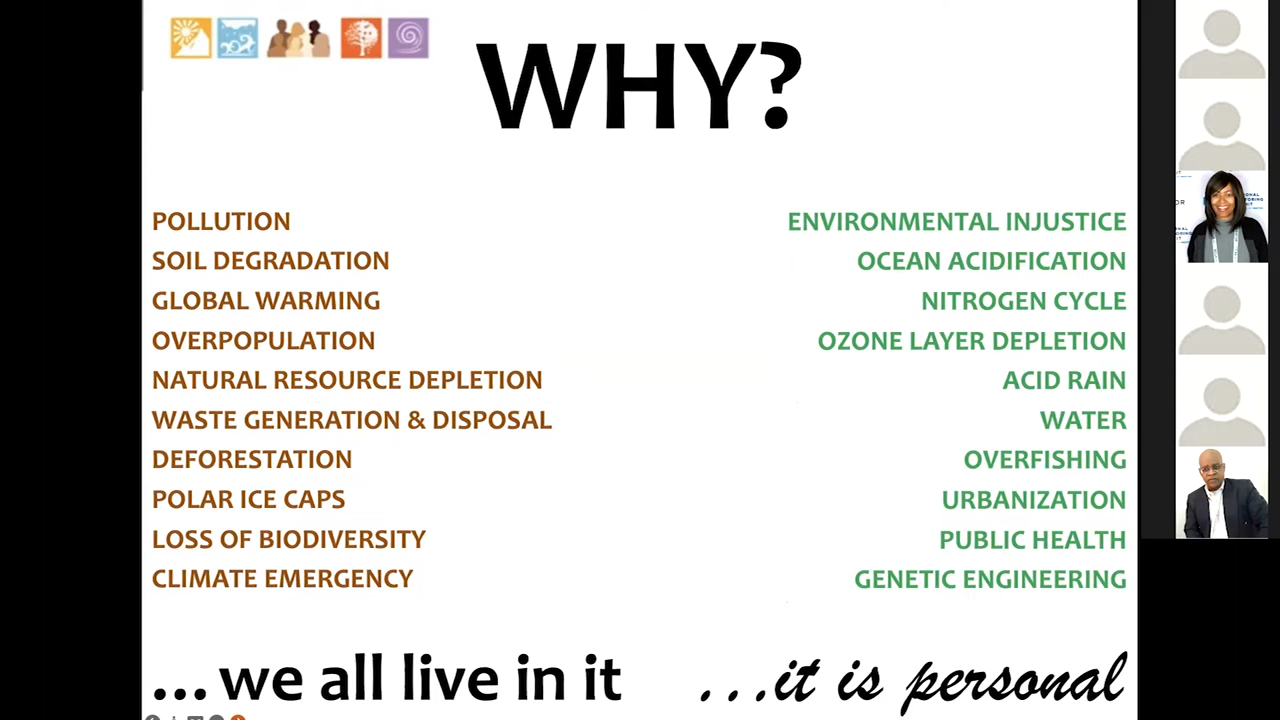 WHY?
POLLUTION
SOIL DEGRADATION
GLOBAL WARMING
OVERPOPULATION
NATURAL RESOURCE DEPLETION
WASTE GENERATION & DISPOSAL
DEFORESTATION
POLAR ICE CAPS
LOSS OF BIODIVERSITY
CLIMATE EMERGENCY
ENVIRONMENTAL INJUSTICE
OCEAN ACIDIFICATION
NITROGEN CYCLE
OZONE LAYER DEPLETION
ACID RAIN
WATER
OVERFISHING
URBANIZATION
PUBLIC HEALTH
GENETIC ENGINEERING
...we all live in it
...it is personal